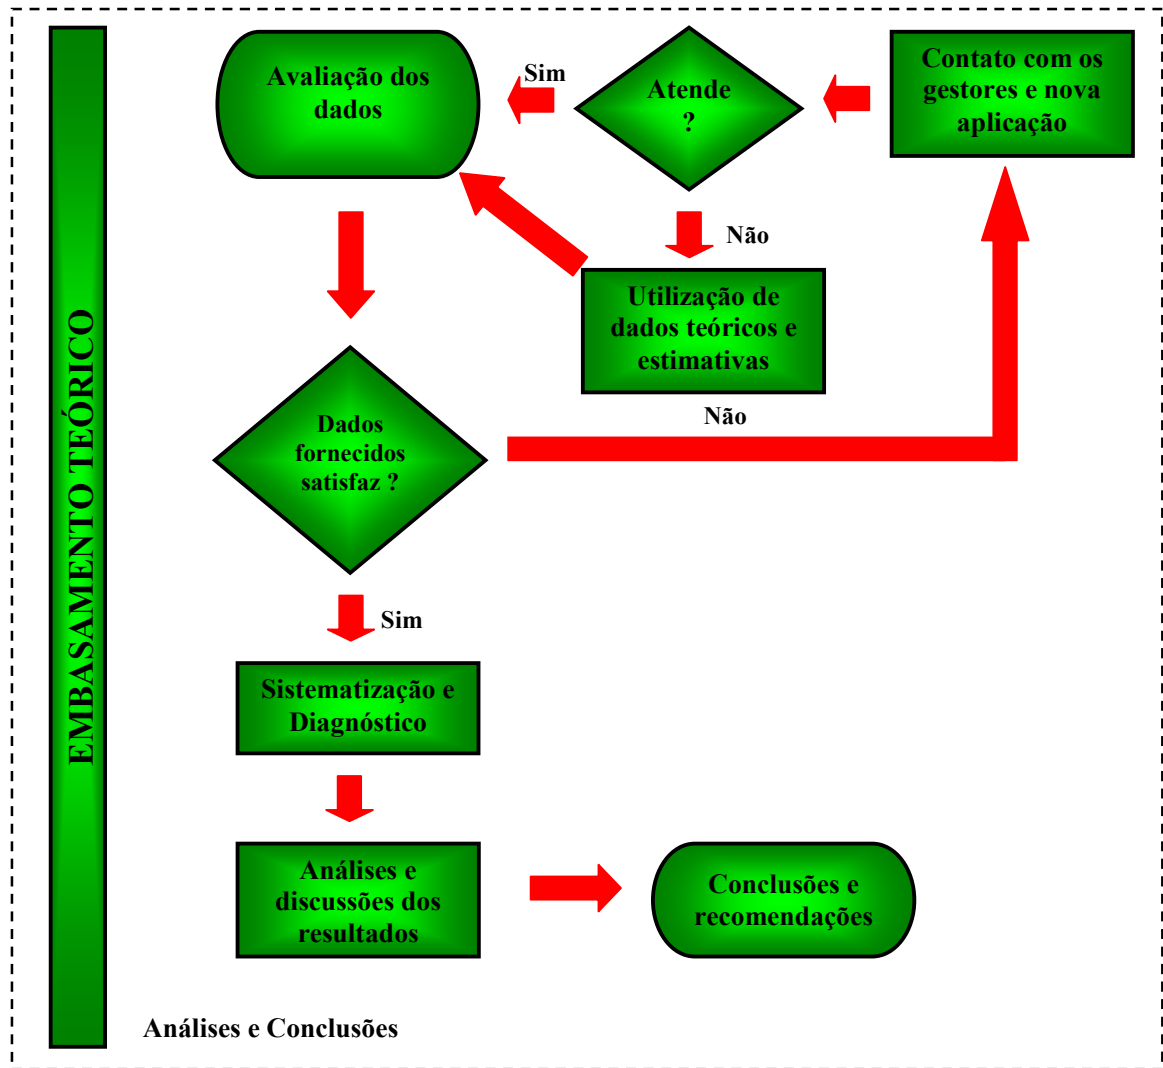 EMBASAMENTO TEÓRICO
Avaliação dos
dados
Sim
Atende
?
Contato com os
gestores e nova
aplicação
Não
Utilização de
dados teóricos e
estimativas
Não
Dados
fornecidos
satisfaz ?
Sim
Sistematização e
Diagnóstico
Análises e
discussões dos
resultados
Conclusões e
recomendações
Análises e Conclusões